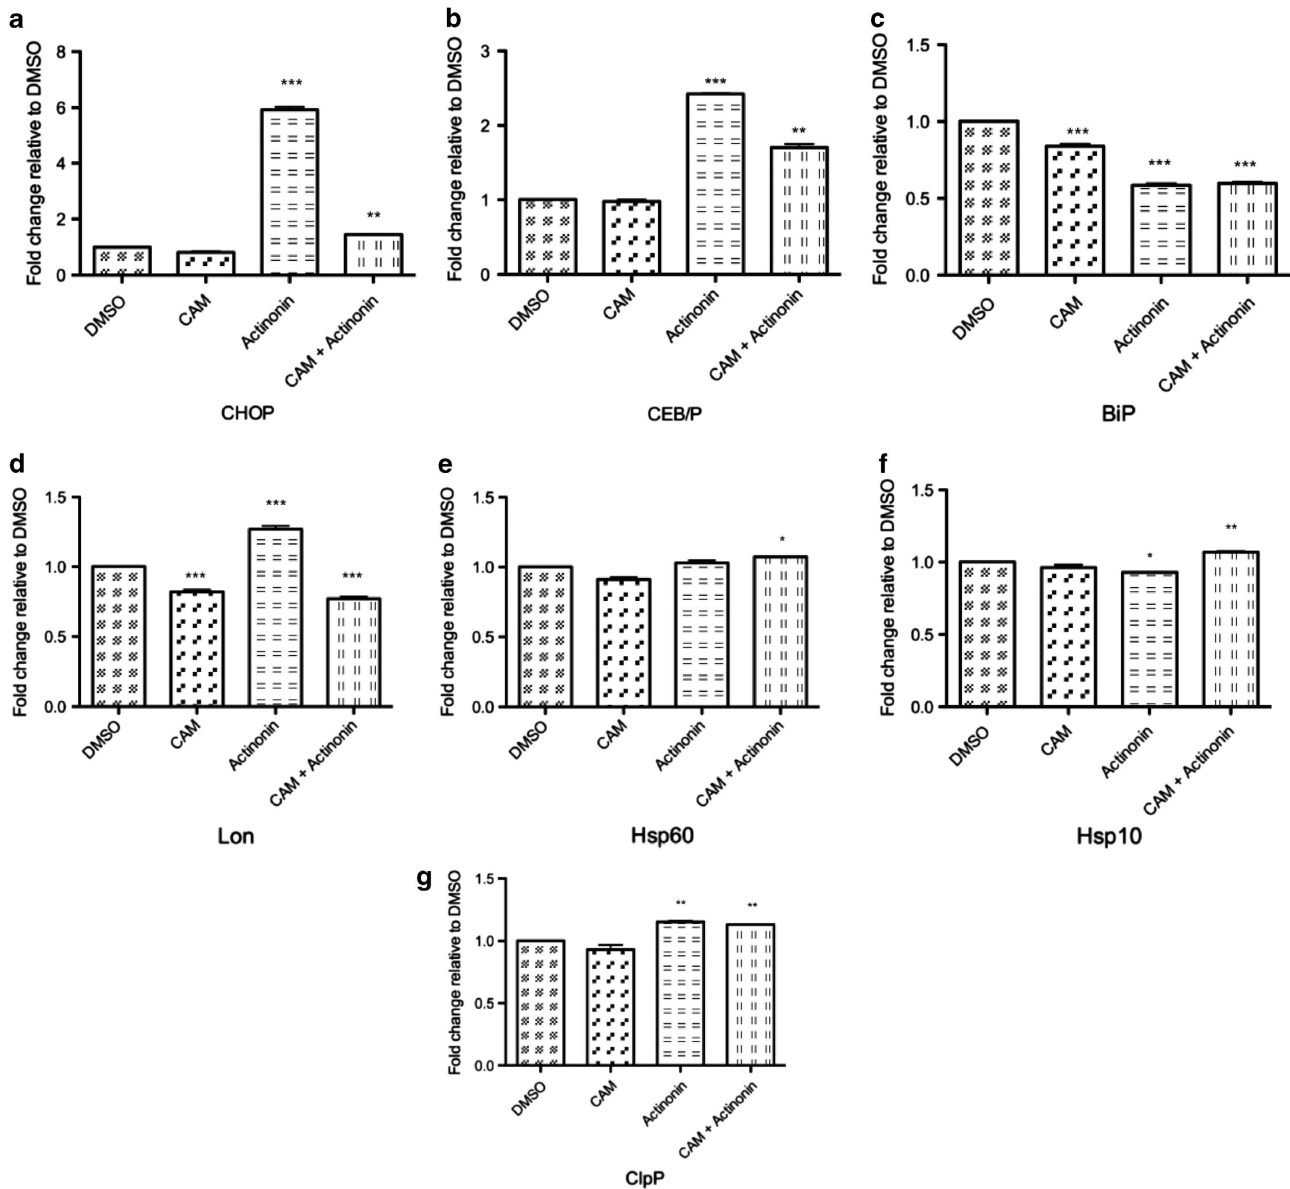 a
Fold change relative to DMSO
8
6
4
2
0
***
**
DMSO
CAM
Actinonin
CAM + Actinonin
CHOP
b
Fold change relative to DMSO
3
2
1
0
***
**
DMSO
CAM
Actinonin
CAM + Actinonin
CEB/P
c
Fold change relative to DMSO
1.5
1.0
0.5
0.0
***
***
***
DMSO
CAM
Actinonin
CAM + Actinonin
BiP
d
Fold change relative to DMSO
1.5
1.0
0.5
0.0
***
***
***
DMSO
CAM
Actinonin
CAM + Actinonin
Lon
e
Fold change relative to DMSO
1.5
1.0
0.5
0.0
*
DMSO
CAM
Actinonin
CAM + Actinonin
Hsp60
f
Fold change relative to DMSO
1.5
1.0
0.5
0.0
*
**
DMSO
CAM
Actinonin
CAM + Actinonin
Hsp10
g
Fold change relative to DMSO
1.5
1.0
0.5
0.0
**
**
DMSO
CAM
Actinonin
CAM + Actinonin
ClpP